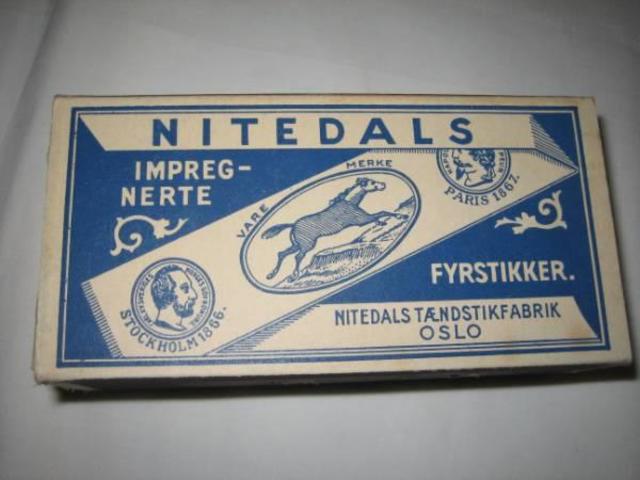 NITEDALS
IMPREG-
NERTE
VARE MERKE
PARIS 1867.
STOCKHOLM 1866.
FYRSTIKKER.
NITEDALS TÆNDSTIKFABRIK
OSLO